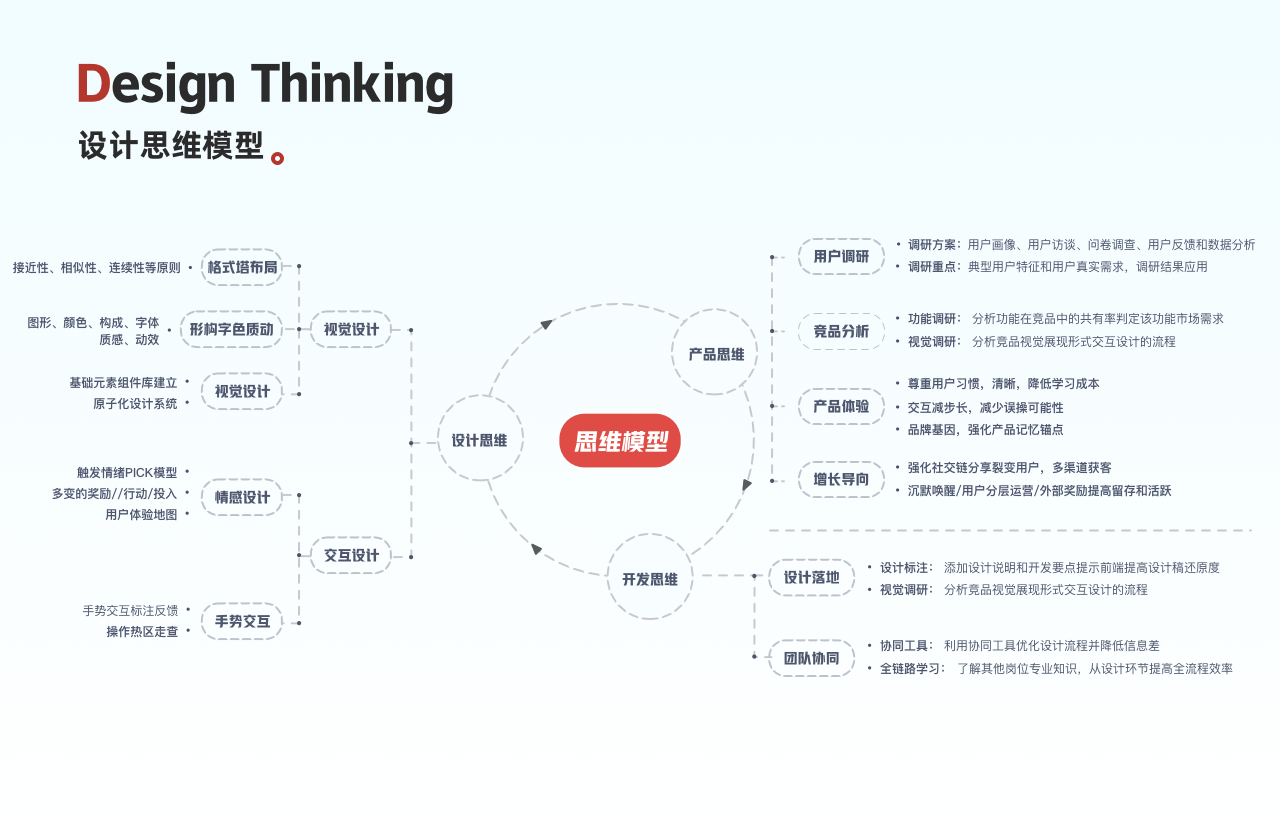 Design Thinking
设计思维模型
格式塔布局
接近性、相似性、连续性等原则
形构字色质动
图形、颜色、构成、字体
质感、动效
视觉设计
视觉设计
基础元素组件库建立
原子化设计系统
情感设计
触发情绪PICK模型
多变的奖励//行动/投入
用户体验地图
交互设计
手势交互
手势交互标注反馈
操作热区走查
设计思维
思维模型
产品思维
开发思维
用户调研
• 调研方案：用户画像、用户访谈、问卷调查、用户反馈和数据分析
• 调研重点：典型用户特征和用户真实需求，调研结果应用
竞品分析
• 功能调研： 分析功能在竞品中的共有率判定该功能市场需求
• 视觉调研： 分析竞品视觉展现形式交互设计的流程
产品体验
• 尊重用户习惯，清晰，降低学习成本
• 交互减步长，减少误操可能性
• 品牌基因，强化产品记忆锚点
增长导向
• 强化社交链分享裂变用户，多渠道获客
• 沉默唤醒/用户分层运营/外部奖励提高留存和活跃
设计落地
• 设计标注： 添加设计说明和开发要点提示前端提高设计稿还原度
• 视觉调研： 分析竞品视觉展现形式交互设计的流程
团队协同
• 协同工具： 利用协同工具优化设计流程并降低信息差
• 全链路学习： 了解其他岗位专业知识，从设计环节提高全流程效率